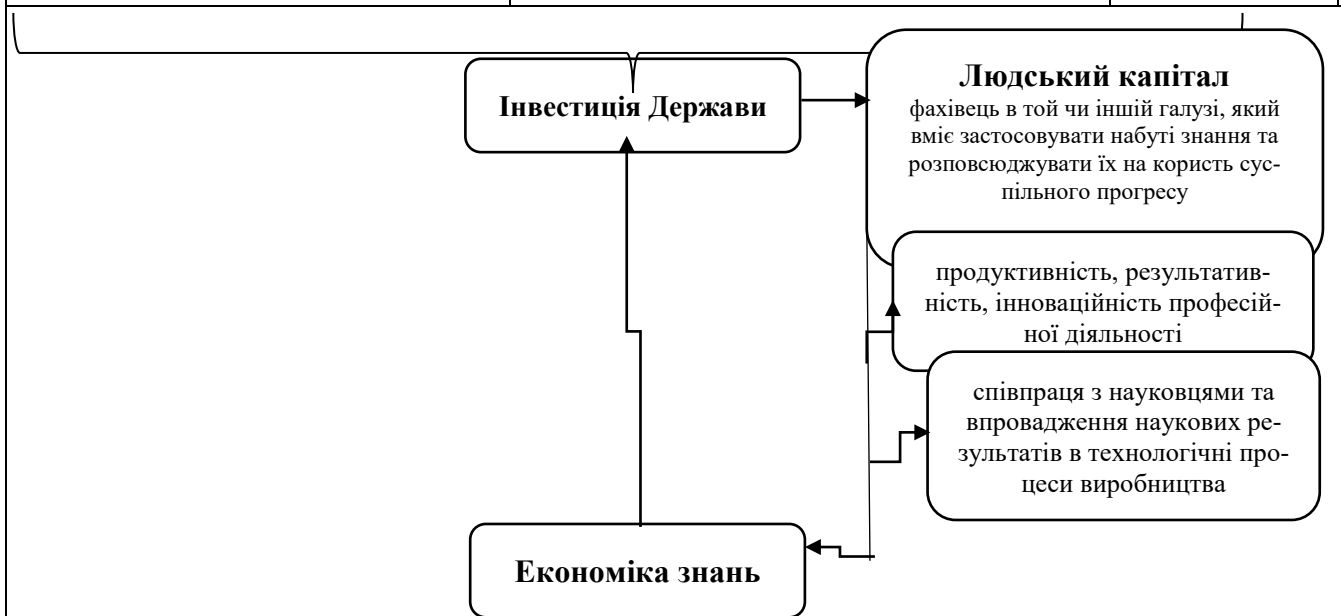 Інвестиція Держави
Людський капітал
фахівець в той чи іншій галузі, який
вміє застосовувати набуті знання та
розповсюджувати їх на користь сус-
пільного прогресу
продуктивність, результатив-
ність, інноваційність професій-
ної діяльності
співпраця з науковцями та
впровадження наукових ре-
зультатів в технологічні про-
цеси виробництва
Економіка знань